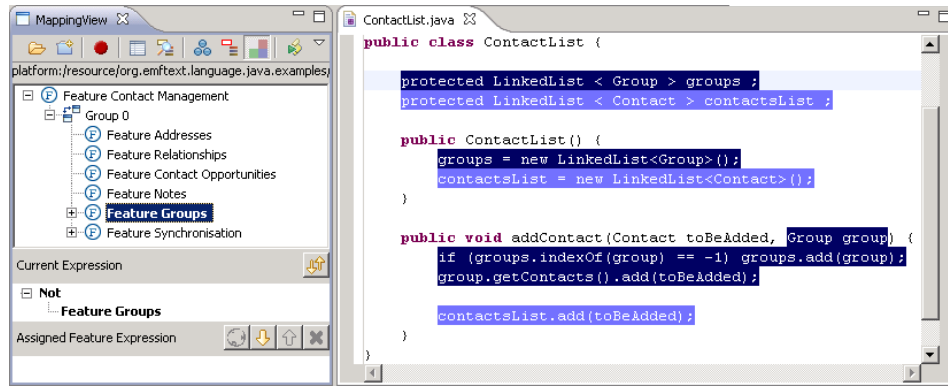 MappingView
platform:/resource/org.emftext.language.java.examples/
Feature Contact Management
Group 0
Feature Addresses
Feature Relationships
Feature Contact Opportunities
Feature Notes
Feature Groups
Feature Synchronisation
Current Expression
Not
Feature Groups
Assigned Feature Expression
ContactList.java
public class ContactList {
protected LinkedList < Group > groups ;
protected LinkedList < Contact > contactsList ;
public ContactList() {
groups = new LinkedList<Group>();
contactsList = new LinkedList<Contact>();
}
public void addContact(Contact toBeAdded, Group group) {
if (groups.indexOf(group) == -1) groups.add(group);
group.getContacts().add(toBeAdded);
contactsList.add(toBeAdded);
}
}